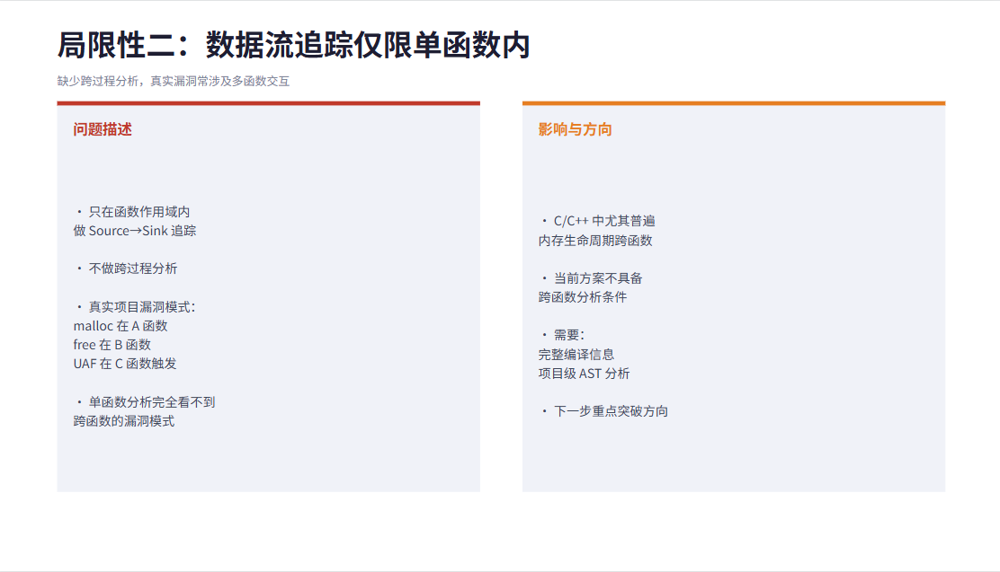 局限性二：数据流追踪仅限单函数内
缺少跨过程分析，真实漏洞常涉及多函数交互
问题描述
• 只在函数作用域内
做 Source→Sink 追踪
• 不做跨过程分析
• 真实项目漏洞模式：
malloc 在 A 函数
free 在 B 函数
UAF 在 C 函数触发
• 单函数分析完全看不到
跨函数的漏洞模式
影响与方向
• C/C++ 中尤其普遍
内存生命周期跨函数
• 当前方案不具备
跨函数分析条件
• 需要：
完整编译信息
项目级 AST 分析
• 下一步重点突破方向